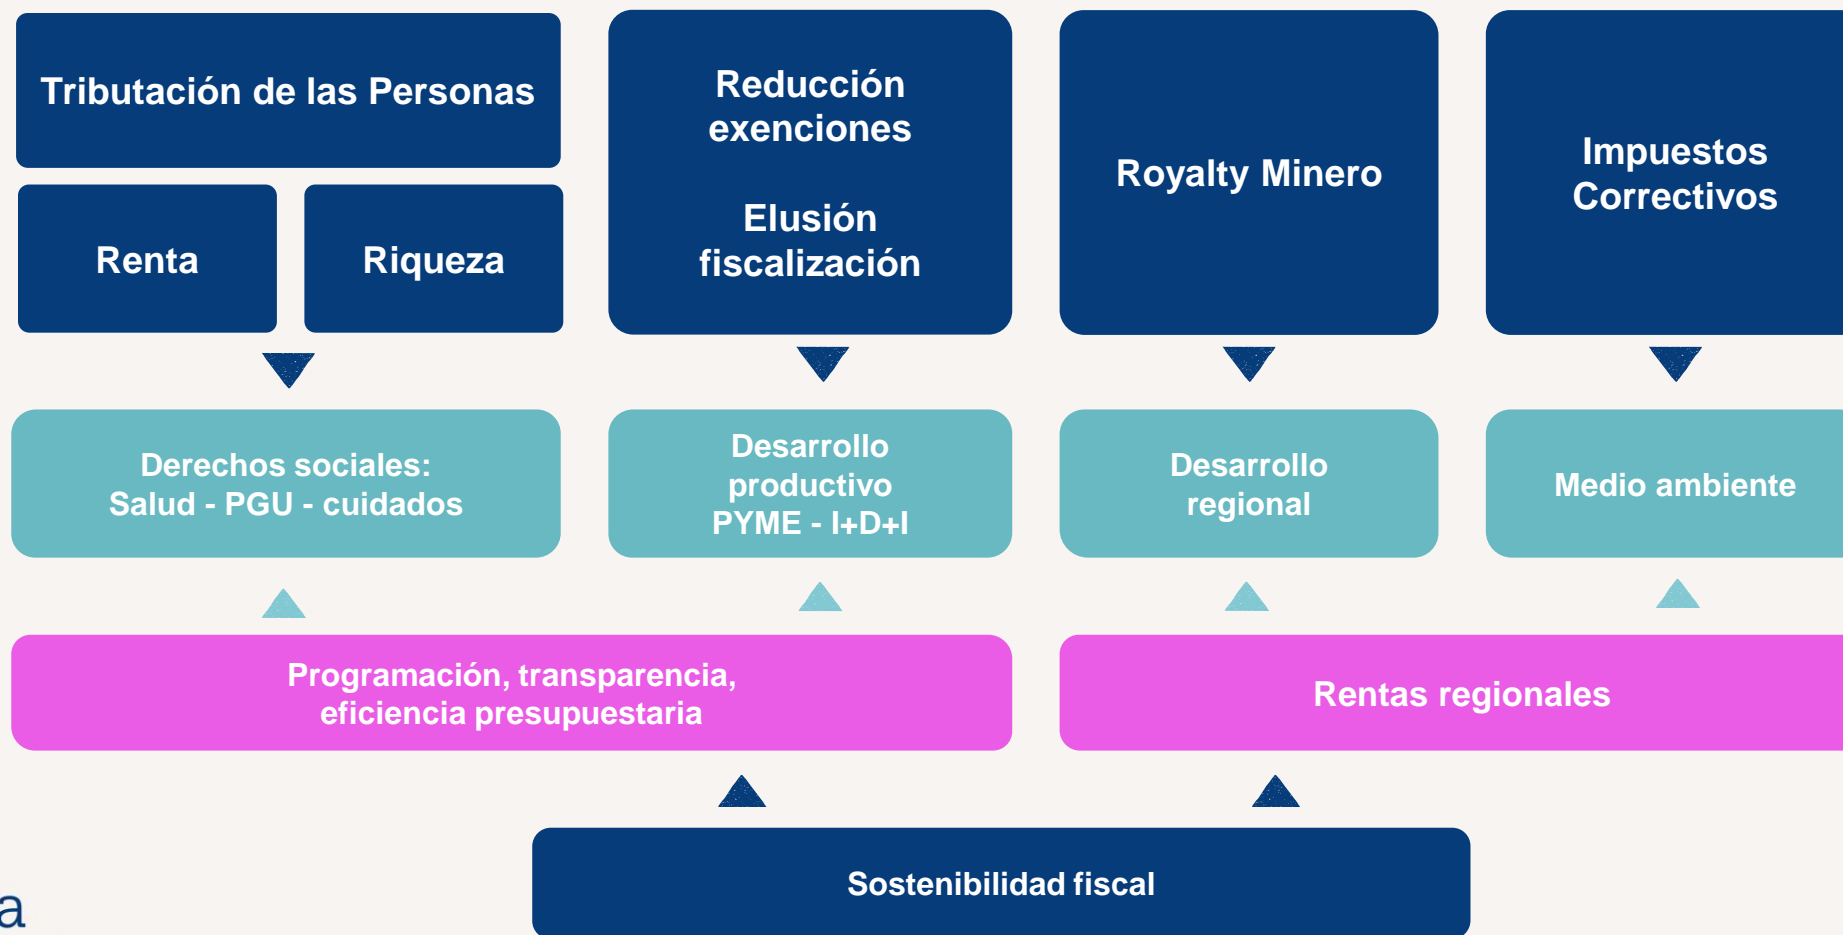 Tributación de las Personas
Renta
Riqueza
Reducción
exenciones
Elusión
fiscalización
Royalty Minero
Impuestos
Correctivos
Derechos sociales:
Salud - PGU - cuidados
Desarrollo
productivo
PYME - I+D+I
Desarrollo
regional
Medio ambiente
Programación, transparencia,
eficiencia presupuestaria
Rentas regionales
Sostenibilidad fiscal
a